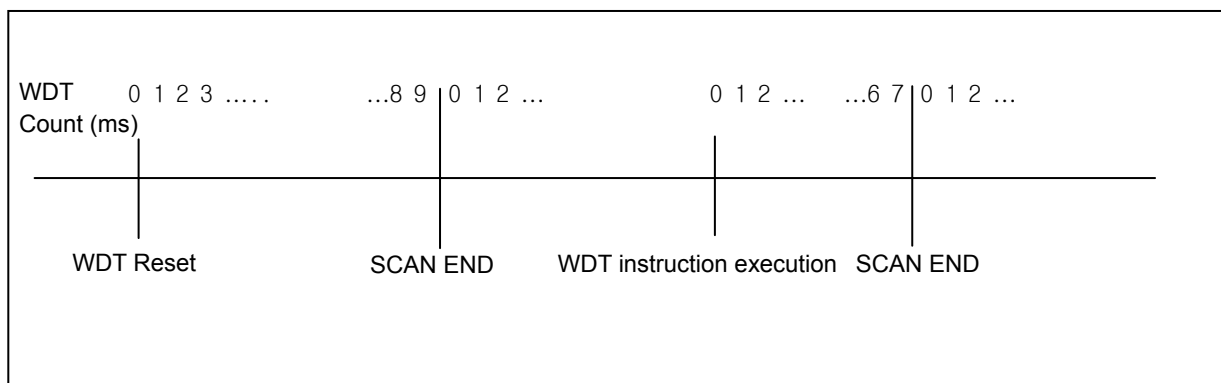 WDT 0 1 2 3 ..... ...8 9 0 1 2 ... 0 1 2 ... ...6 7 0 1 2 ...
Count (ms)
WDT Reset SCAN END WDT instruction execution SCAN END